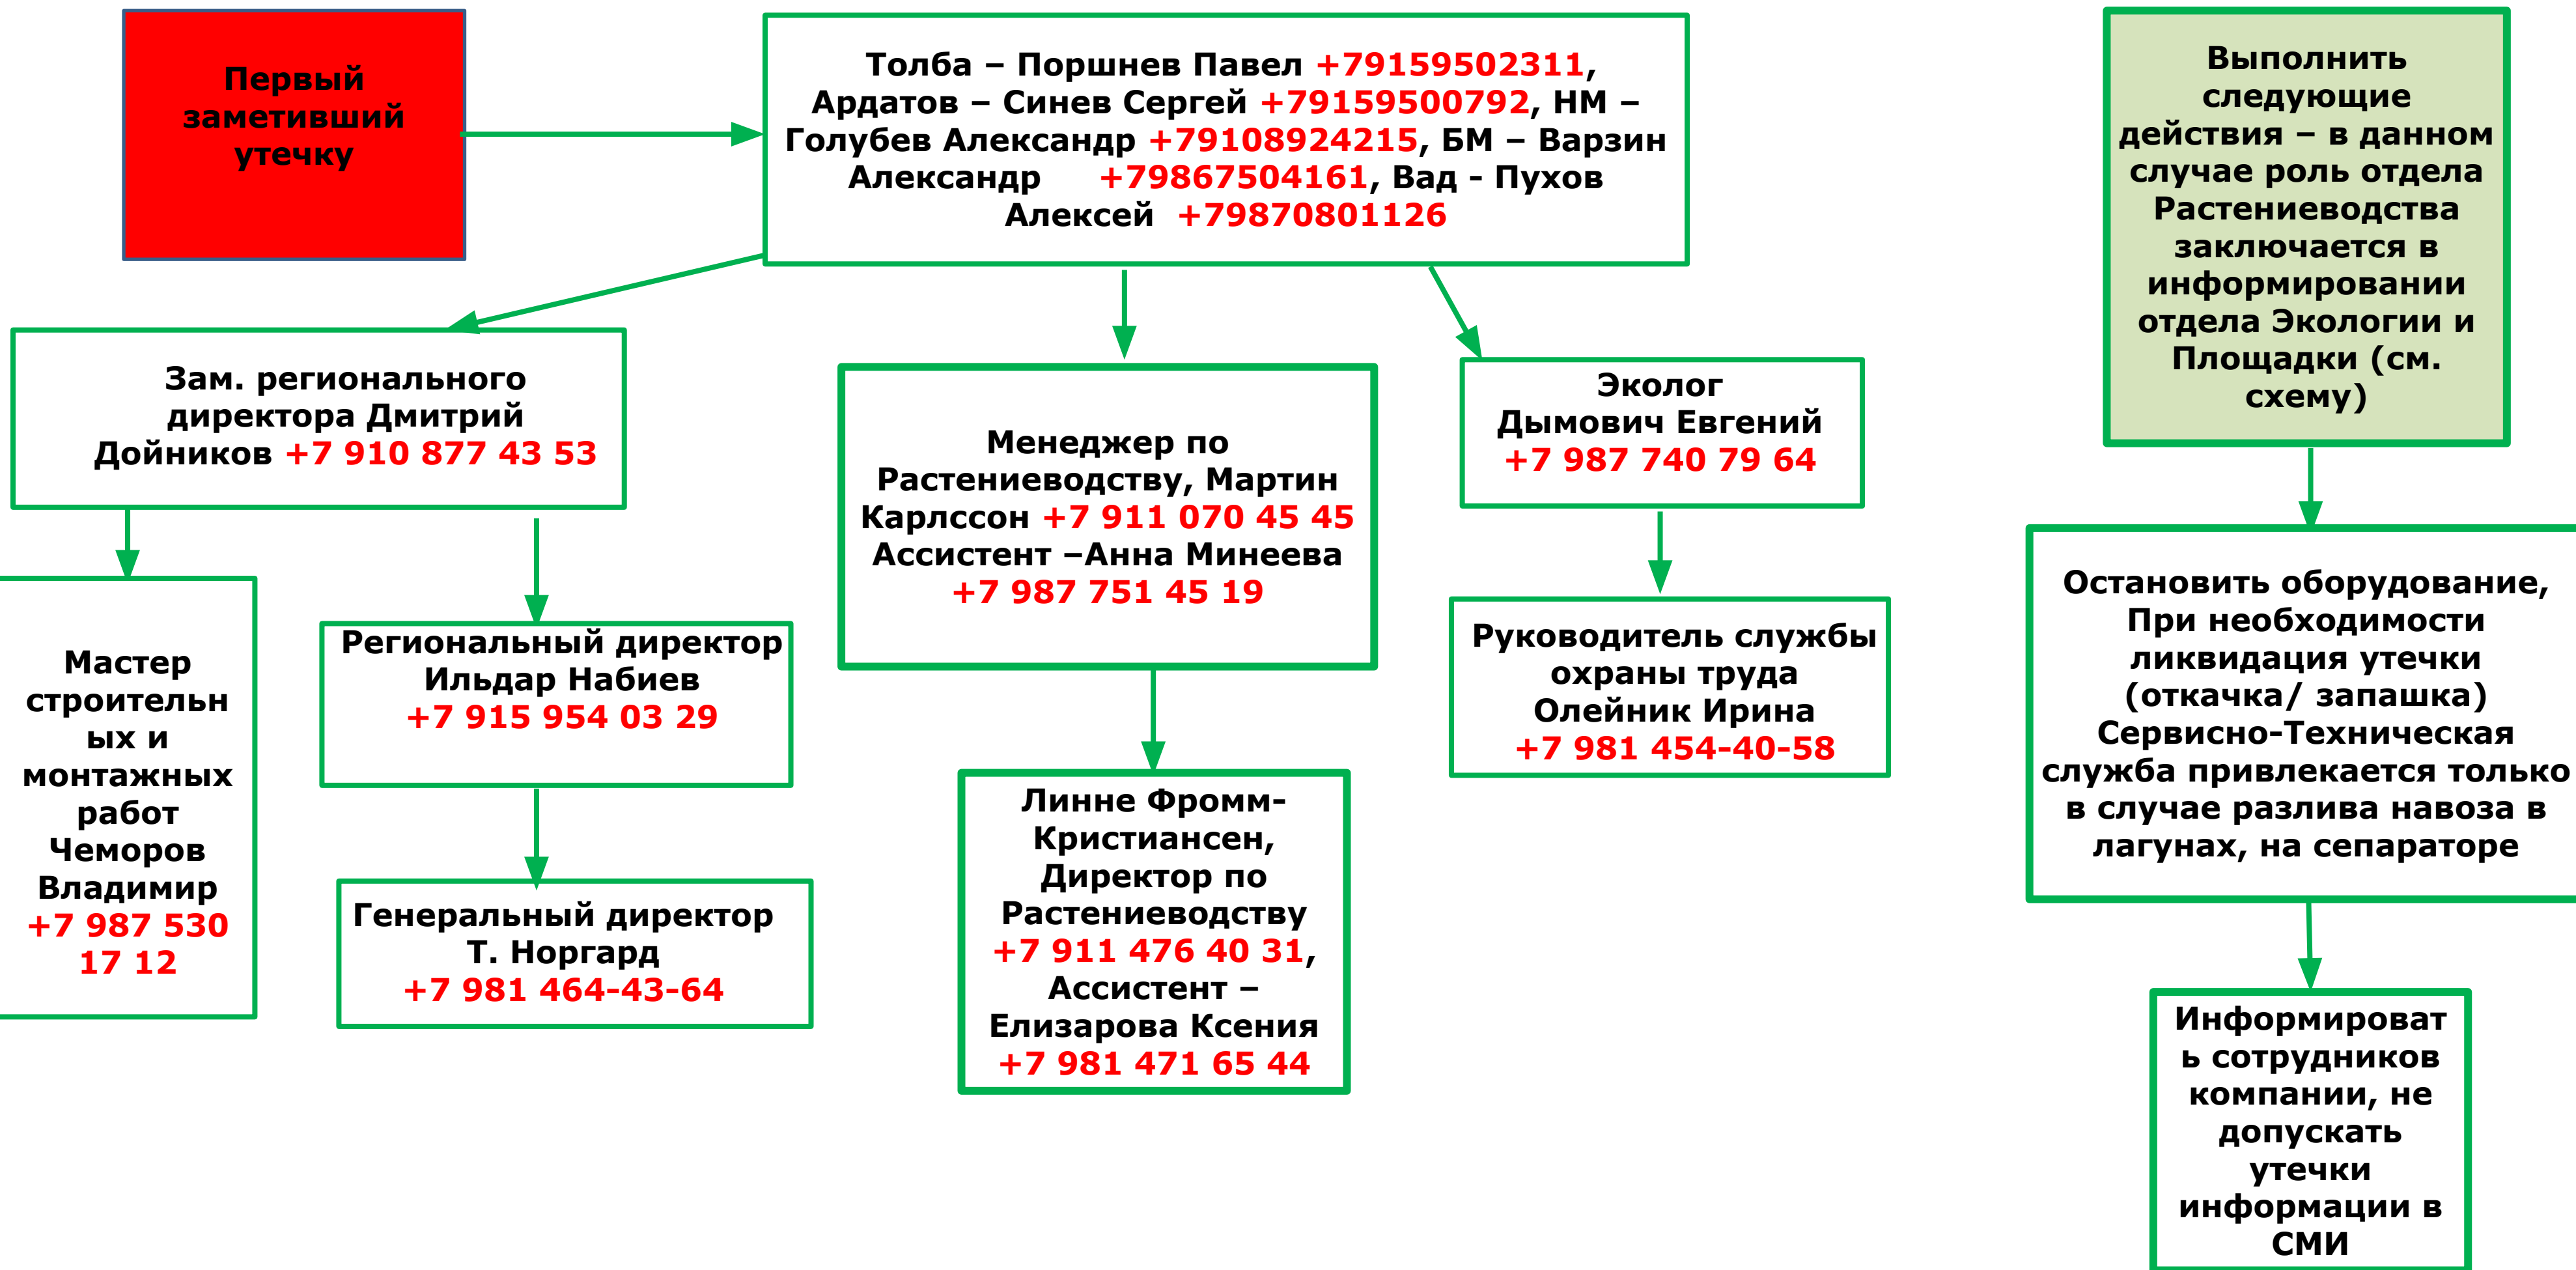 Первый
заметивший
утечку
Толба – Поршнев Павел +79159502311,
Ардатов – Синев Сергей +79159500792, НМ –
Голубев Александр +79108924215, БМ – Варзин
Александр +79867504161, Вад - Пухов
Алексей +79870801126
Выполнить
следующие
действия – в данном
случае роль отдела
Растениеводства
заключается в
информировании
отдела Экологии и
Площадки (см.
схему)
Зам. регионального
директора Дмитрий
Дойников +7 910 877 43 53
Менеджер по
Растениеводству, Мартин
Карлссон +7 911 070 45 45
Ассистент –Анна Минеева
+7 987 751 45 19
Эколог
Дымович Евгений
+7 987 740 79 64
Мастер
строительн
ых и
монтажных
работ
Чеморов
Владимир
+7 987 530
17 12
Региональный директор
Ильдар Набиев
+7 915 954 03 29
Руководитель службы
охраны труда
Олейник Ирина
+7 981 454-40-58
Остановить оборудование,
При необходимости
ликвидация утечки
(откачка/ запашка)
Сервисно-Техническая
служба привлекается только
в случае разлива навоза в
лагунах, на сепараторе
Генеральный директор
Т. Норгард
+7 981 464-43-64
Линне Фромм-
Кристиансен,
Директор по
Растениеводству
+7 911 476 40 31,
Ассистент –
Елизарова Ксения
+7 981 471 65 44
Информироват
ь сотрудников
компании, не
допускать
утечки
информации в
СМИ